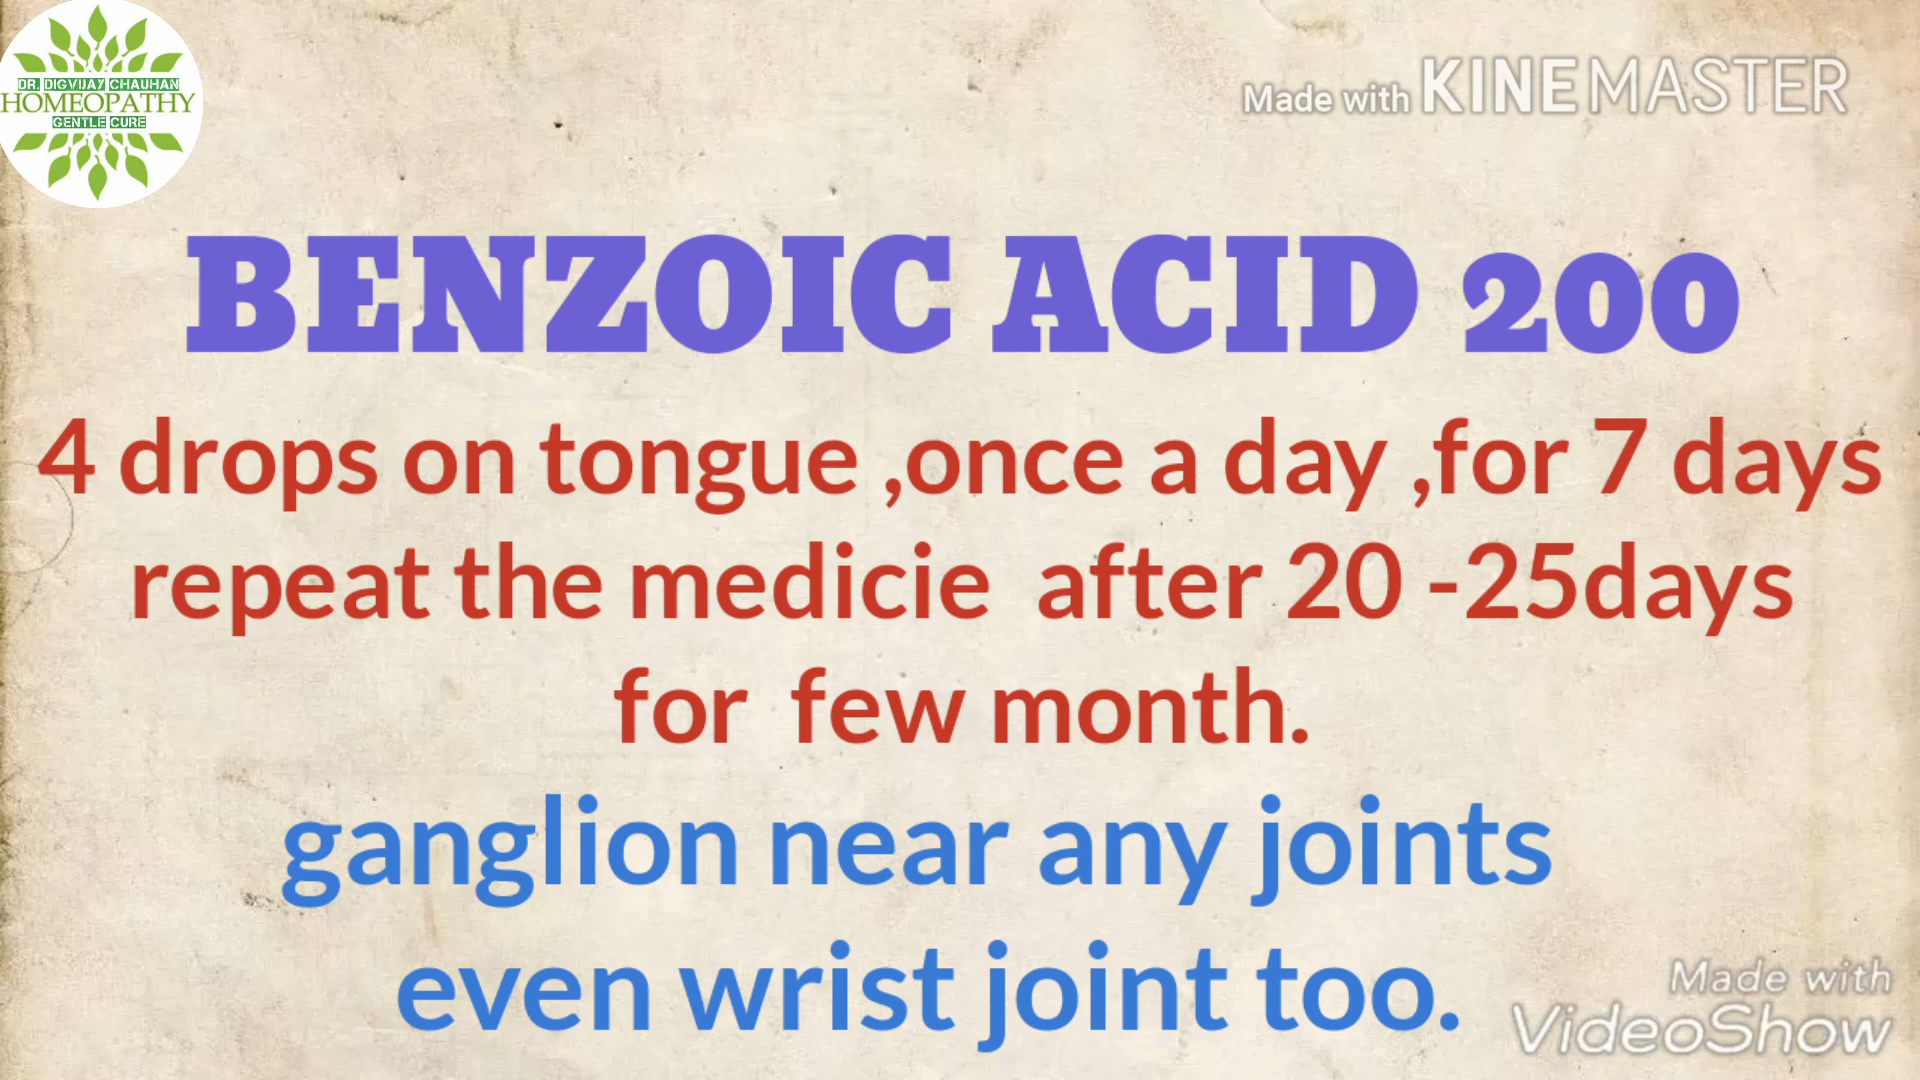 DR. DIGVIJAY CHAUHAN
HOMEOPATHY
GENTLE CURE
Made with KINEMASTER
BENZOIC ACID 200
4 drops on tongue ,once a day ,for 7 days
repeat the medicie after 20 -25days
for few month.
ganglion near any joints
even wrist joint too.
Made with
VideoShow